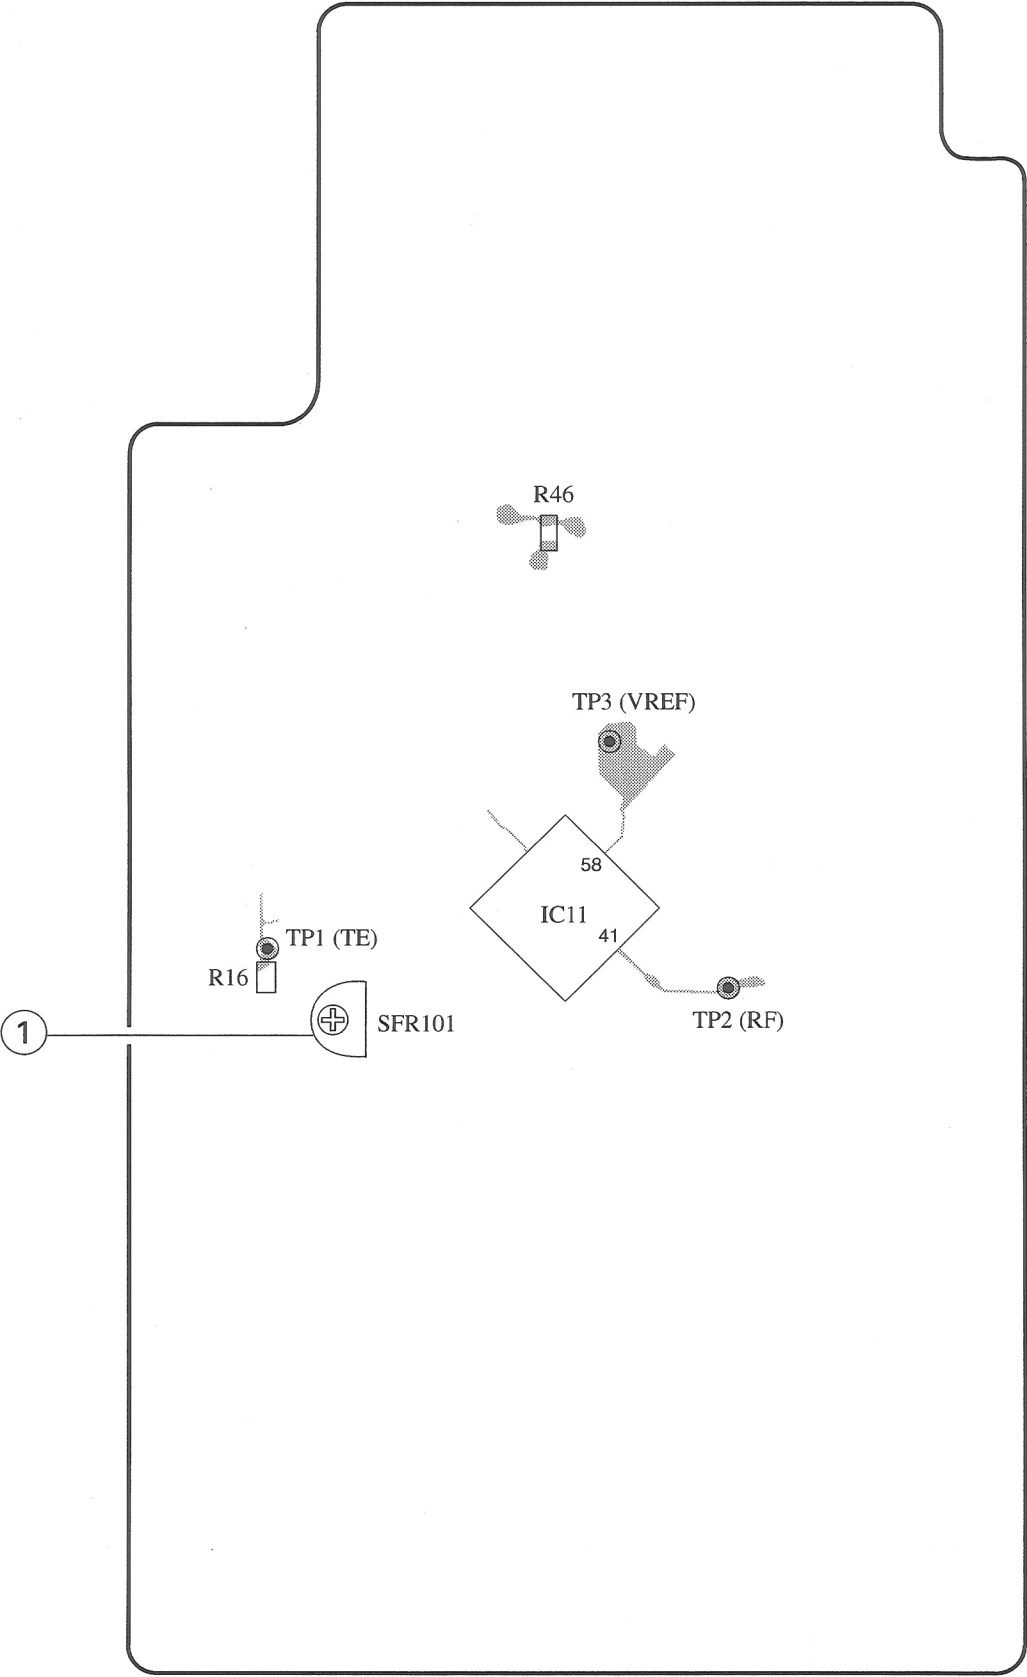 R46
TP3 (VREF)
58
IC11
41
TP1 (TE)
R16
TP2 (RF)
SFR101
1